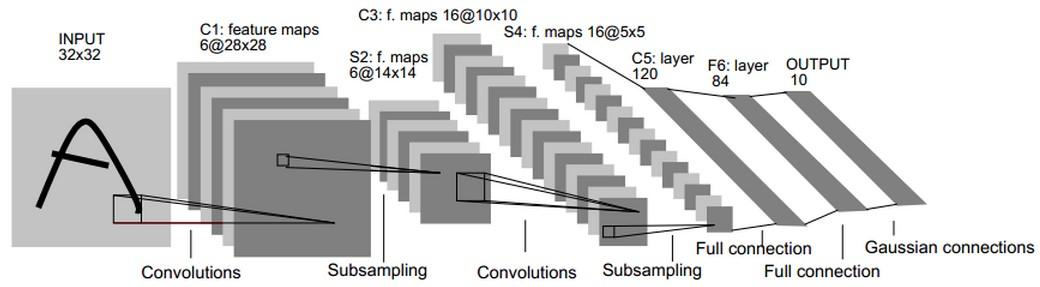 INPUT
32x32
C1: feature maps
6@28x28
S2: f. maps
6@14x14
C3: f. maps 16@10x10
S4: f. maps 16@5x5
C5: layer
120
F6: layer
84
OUTPUT
10
Convolutions
Subsampling
Convolutions
Subsampling
Full connection
Full connection
Gaussian connections